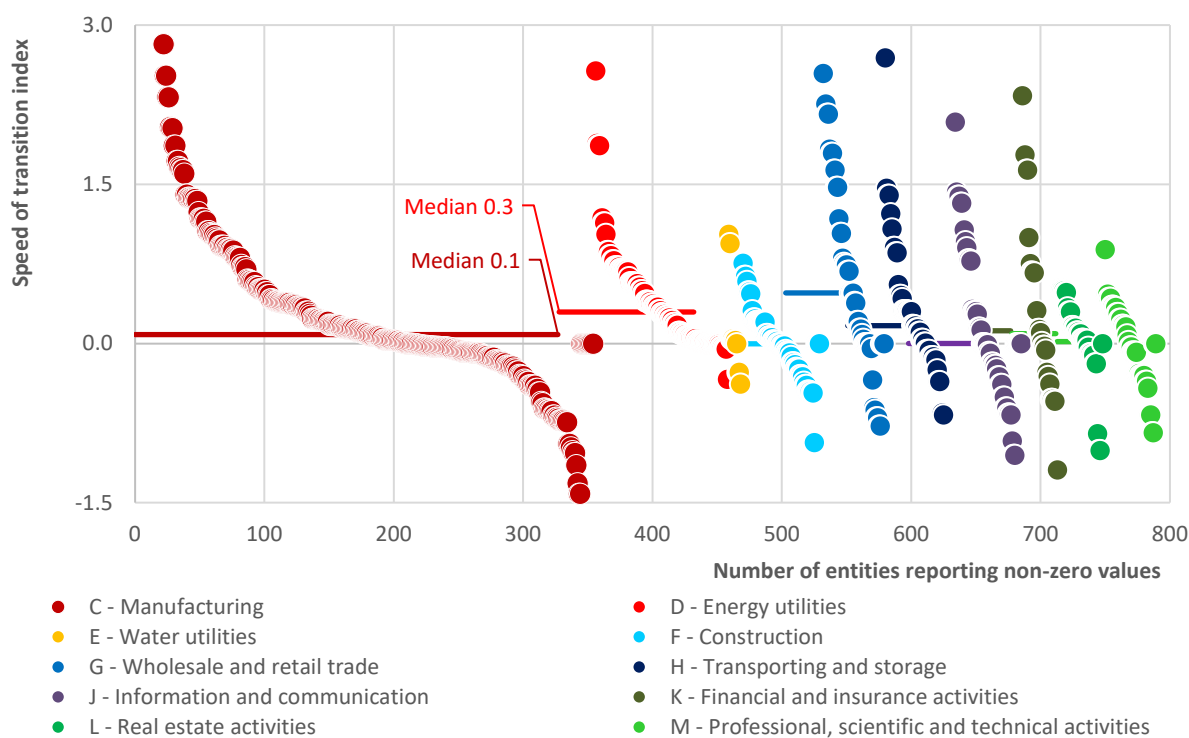 Speed of transition index
3.0
1.5
0.0
-1.5
Median 0.3
Median 0.1
0 100 200 300 400 500 600 700 800
Number of entities reporting non-zero values
C - Manufacturing
D - Energy utilities
E - Water utilities
F - Construction
G - Wholesale and retail trade
H - Transporting and storage
J - Information and communication
K - Financial and insurance activities
L - Real estate activities
M - Professional, scientific and technical activities